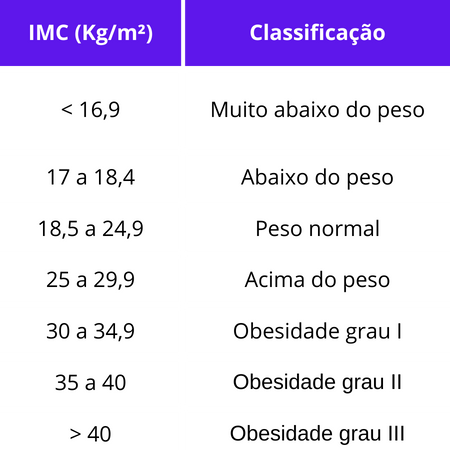 IMC (Kg/m²) Classificação
< 16,9 Muito abaixo do peso
17 a 18,4 Abaixo do peso
18,5 a 24,9 Peso normal
25 a 29,9 Acima do peso
30 a 34,9 Obesidade grau I
35 a 40 Obesidade grau II
> 40 Obesidade grau III